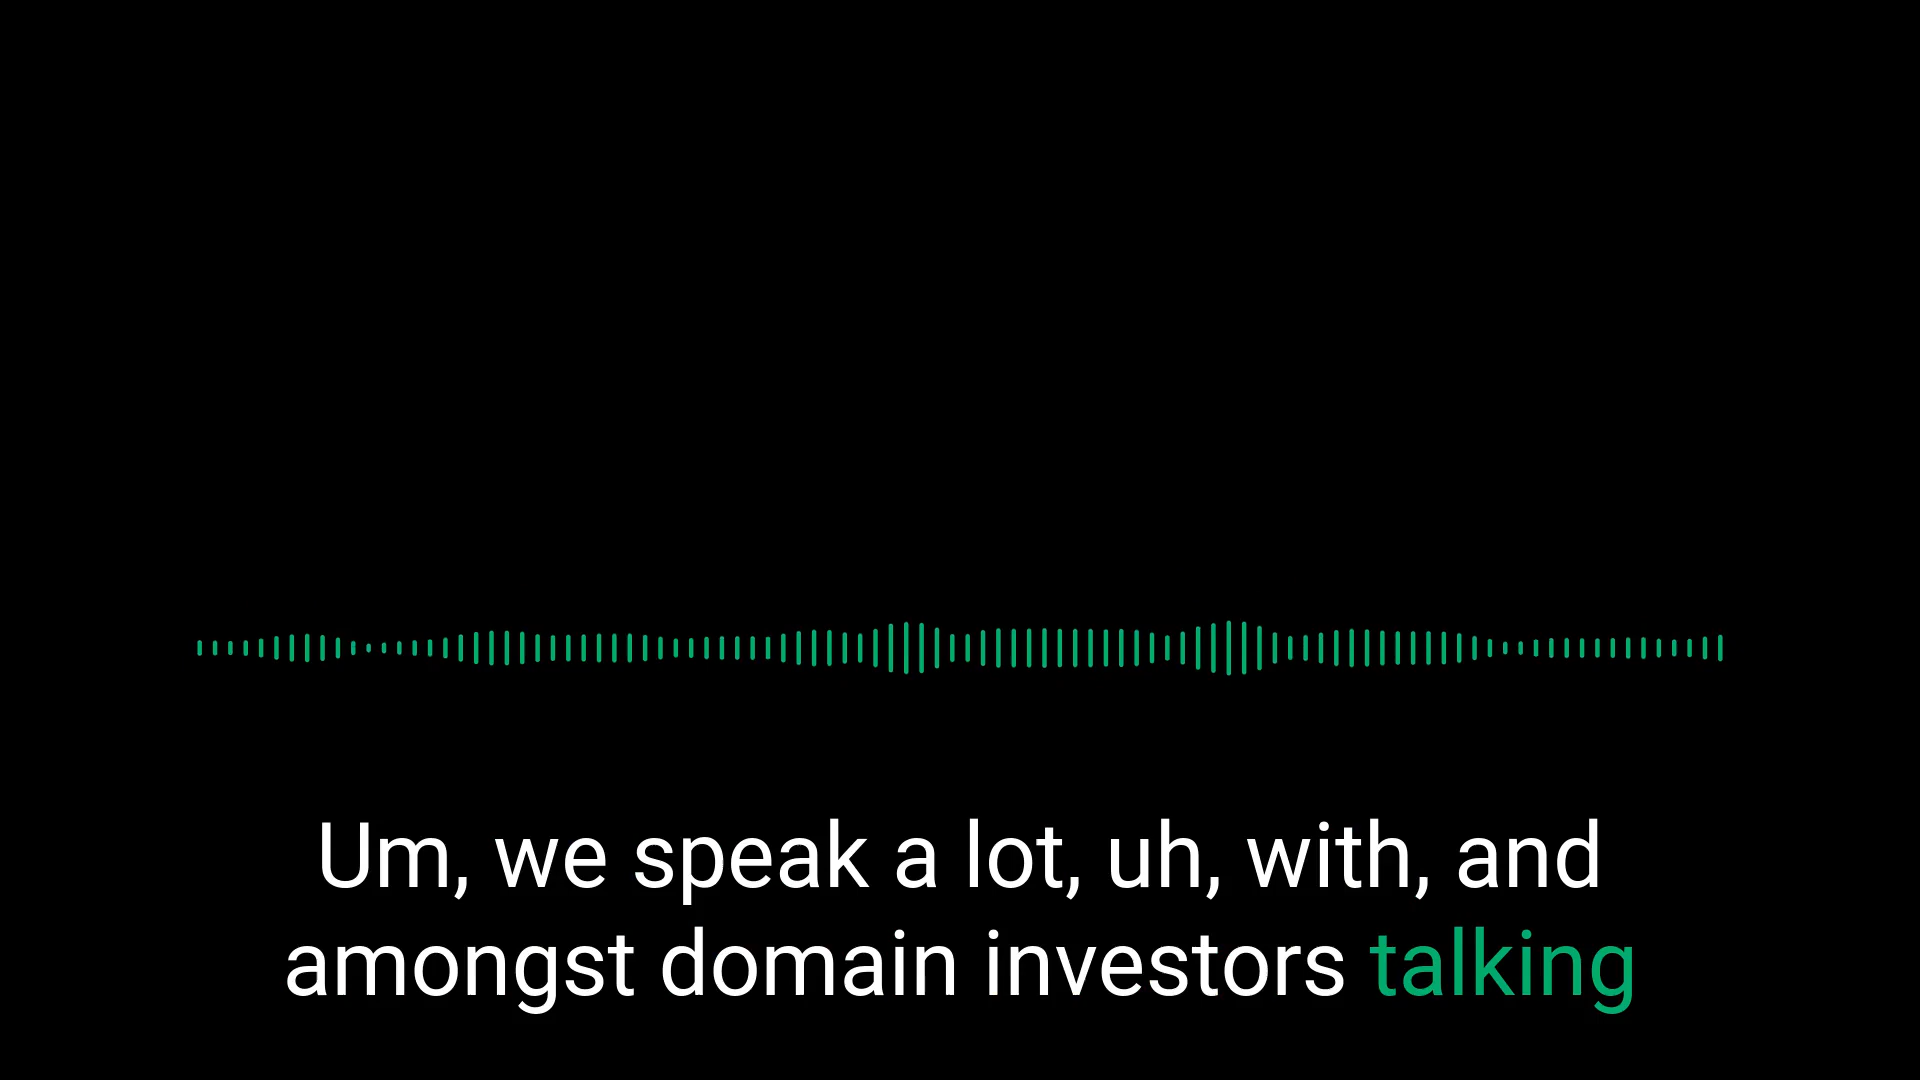 Um, we speak a lot, uh, with, and
amongst domain investors talking